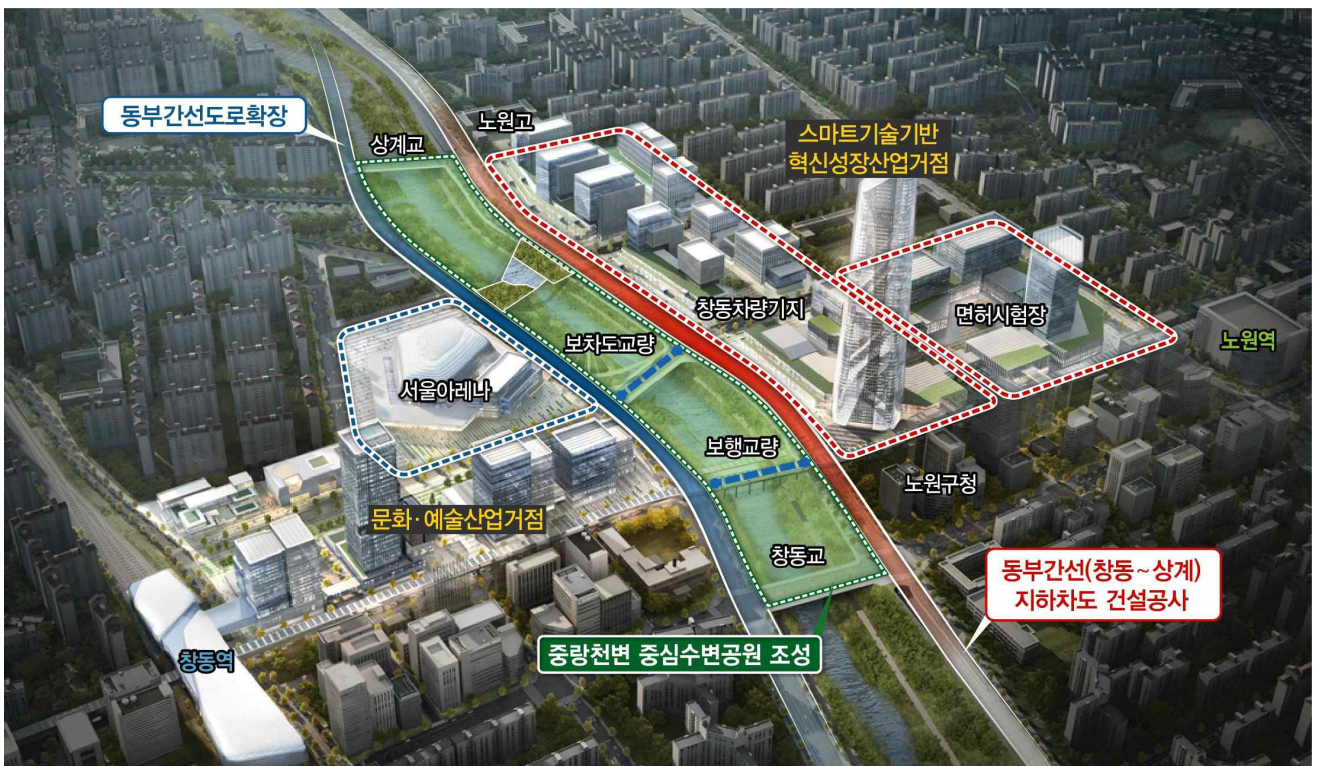 동부간선도로확장
상계교
노원교
스마트기술기반
혁신성장산업거점
창동차량기지
면허시험장
노원역
보차도교량
서울아레나
보행교량
노원구청
문화·예술산업거점
창동교
동부간선(창동~상계)
지하차도 건설공사
중랑천변 중심수변공원 조성
창동역